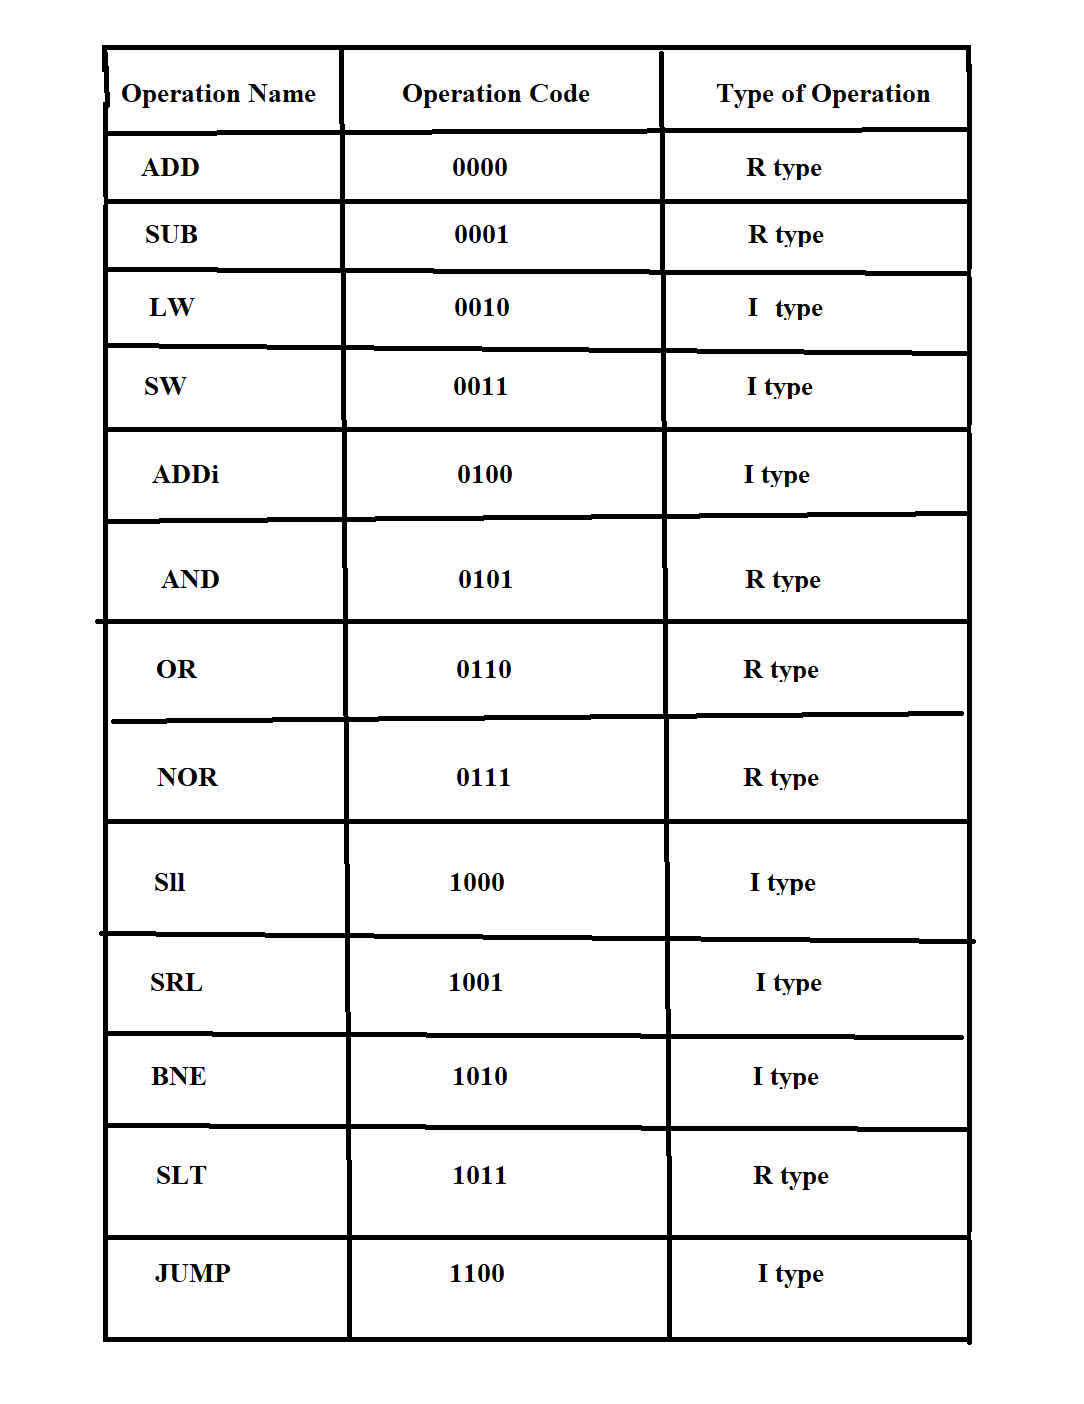 Operation Name Operation Code Type of Operation
ADD 0000 R type
SUB 0001 R type
LW 0010 I type
SW 0011 I type
ADDi 0100 I type
AND 0101 R type
OR 0110 R type
NOR 0111 R type
Sll 1000 I type
SRL 1001 I type
BNE 1010 I type
SLT 1011 R type
JUMP 1100 I type